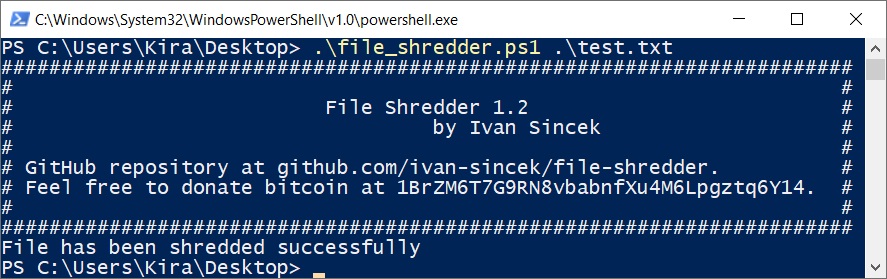 C:\Windows\System32\WindowsPowerShell\v1.0\powershell.exe
PS C:\Users\Kira\Desktop> .\file_shredder.ps1 .\test.txt
#######################################################################
#                                                                     #
#                          File Shredder 1.2                          #
#                                   by Ivan Sincek                    #
#                                                                     #
# GitHub repository at github.com/ivan-sincek/file-shredder.          #
# Feel free to donate bitcoin at 1BrZM6T7G9RN8vbabnfXu4M6Lpgztq6Y14.  #
#                                                                     #
#######################################################################
File has been shredded successfully
PS C:\Users\Kira\Desktop>